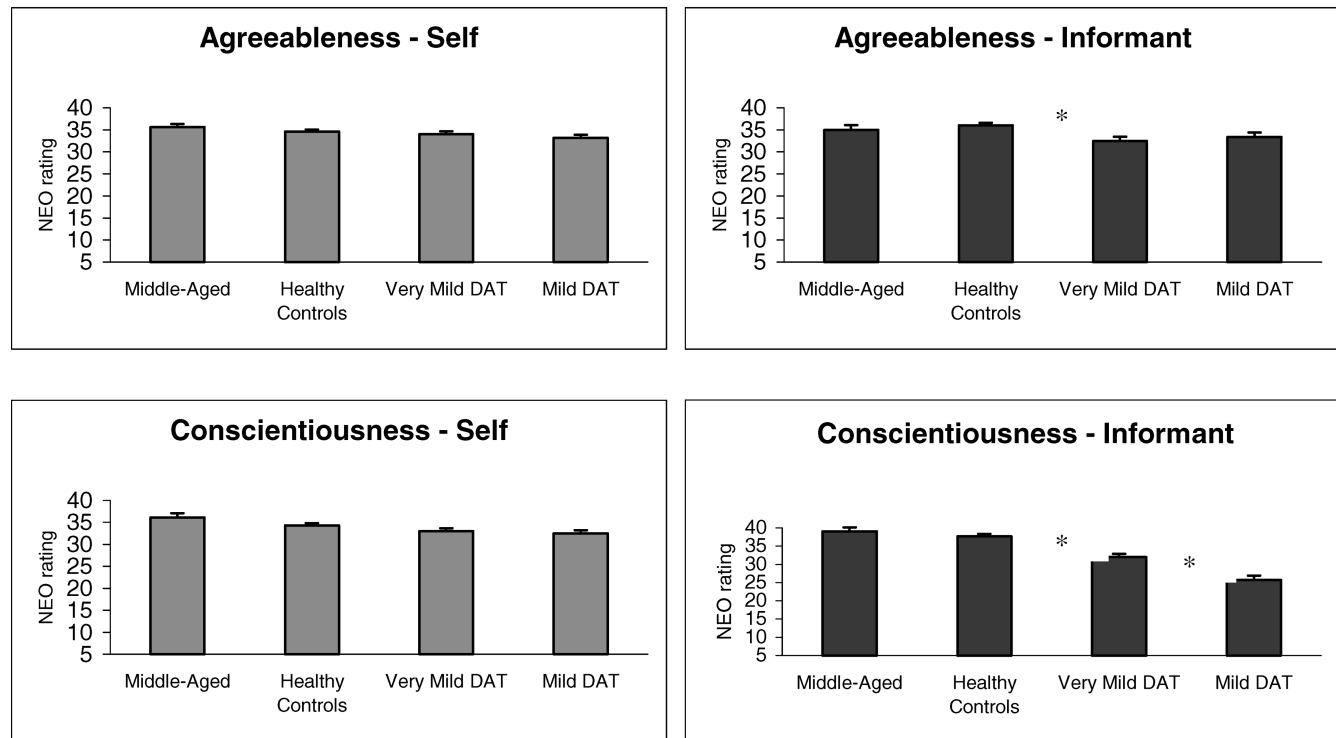 Agreeableness - Self
NEO rating
40
35
30
25
20
15
10
5
Middle-Aged
Healthy
Controls
Very Mild DAT
Mild DAT
Agreeableness - Informant
NEO rating
40
35
30
25
20
15
10
5
*
Middle-Aged
Healthy
Controls
Very Mild DAT
Mild DAT
Conscientiousness - Self
NEO rating
40
35
30
25
20
15
10
5
Middle-Aged
Healthy
Controls
Very Mild DAT
Mild DAT
Conscientiousness - Informant
NEO rating
40
35
30
25
20
15
10
5
*
*
Middle-Aged
Healthy
Controls
Very Mild DAT
Mild DAT